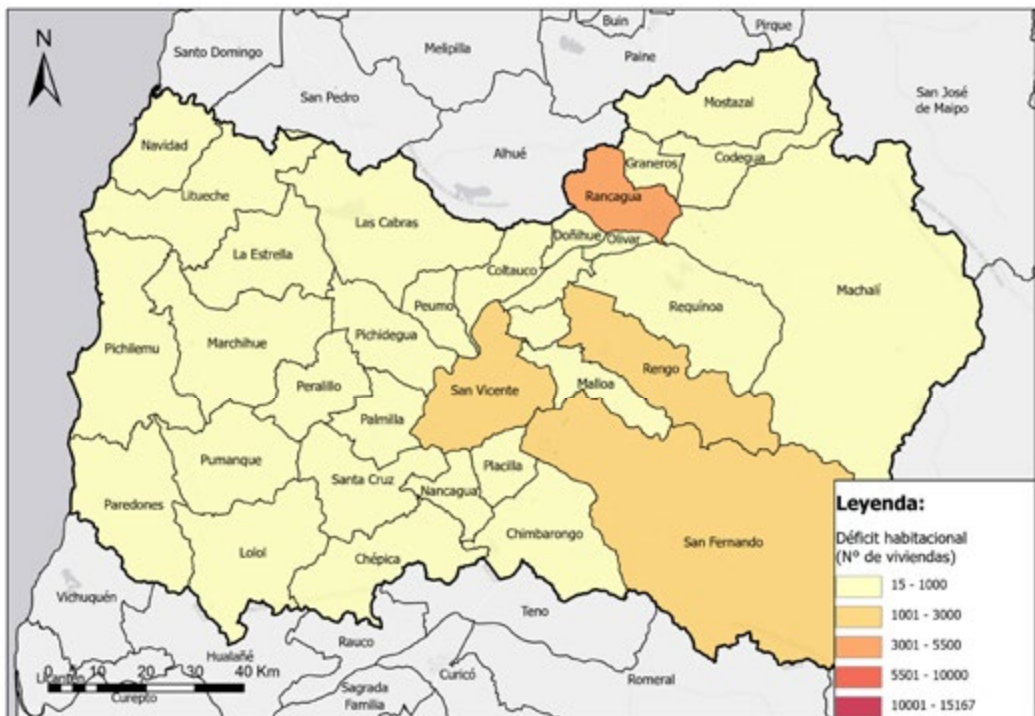 N
Buin
Pirque
Santo Domingo
Melipilla
Paine
San José
de Maipo
San Pedro
Mostazal
Navidad
Alhué
Codegua
Graneros
Litueche
Rancagua
Las Cabras
Doñihue
Olivar
La Estrella
Coltauco
Machalí
Peumo
Requínoa
Pichidegua
Pichilemu
Marchihue
Rengo
Peralillo
San Vicente
Malloa
Palmilla
Pumanque
Placilla
Santa Cruz
Nancagua
Paredones
Chimbarongo
San Fernando
Lolol
Chépica
Vichuquén
Teno
Rauco
Hualañé
Curicó
Romeral
Licantén
Curepto
Sagrada
Familia
0 5 10 20 30 40 Km
Leyenda:
Déficit habitacional
(N° de viviendas)
15 - 1000
1001 - 3000
3001 - 5500
5501 - 10000
10001 - 15167